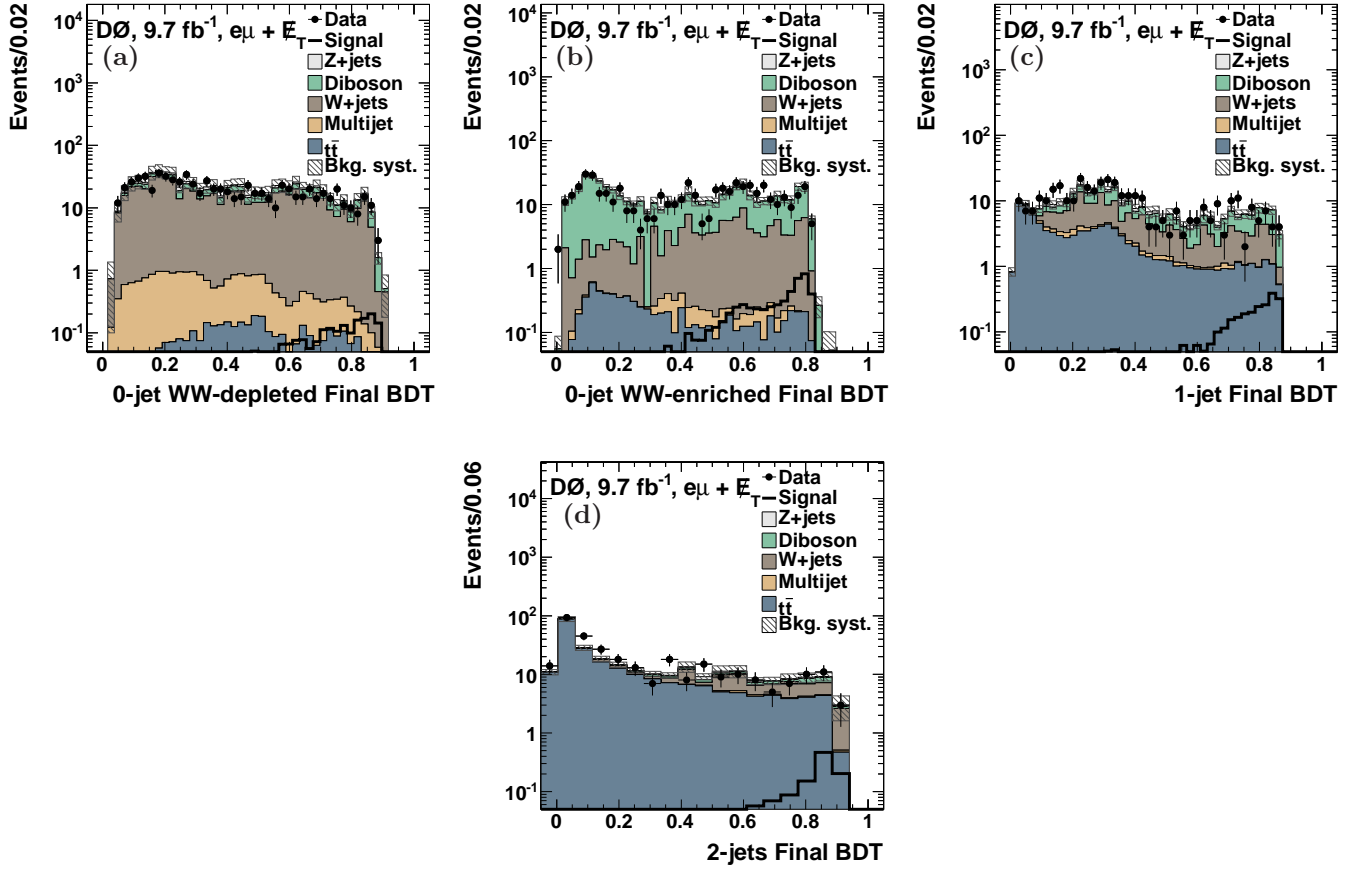 Events/0.02
DØ, 9.7 fb⁻¹, eμ + E̸_T
(a)
Data
Signal
Z+jets
Diboson
W+jets
Multijet
tt̄
Bkg. syst.
10⁴
10³
10²
10
1
10⁻¹
0 0.2 0.4 0.6 0.8 1
0-jet WW-depleted Final BDT
Events/0.02
DØ, 9.7 fb⁻¹, eμ + E̸_T
(b)
Data
Signal
Z+jets
Diboson
W+jets
Multijet
tt̄
Bkg. syst.
10⁴
10³
10²
10
1
10⁻¹
0 0.2 0.4 0.6 0.8 1
0-jet WW-enriched Final BDT
Events/0.02
DØ, 9.7 fb⁻¹, eμ + E̸_T
(c)
Data
Signal
Z+jets
Diboson
W+jets
Multijet
tt̄
Bkg. syst.
10³
10²
10
1
10⁻¹
0 0.2 0.4 0.6 0.8 1
1-jet Final BDT
Events/0.06
DØ, 9.7 fb⁻¹, eμ + E̸_T
(d)
Data
Signal
Z+jets
Diboson
W+jets
Multijet
tt̄
Bkg. syst.
10⁴
10³
10²
10
1
10⁻¹
0 0.2 0.4 0.6 0.8 1
2-jets Final BDT